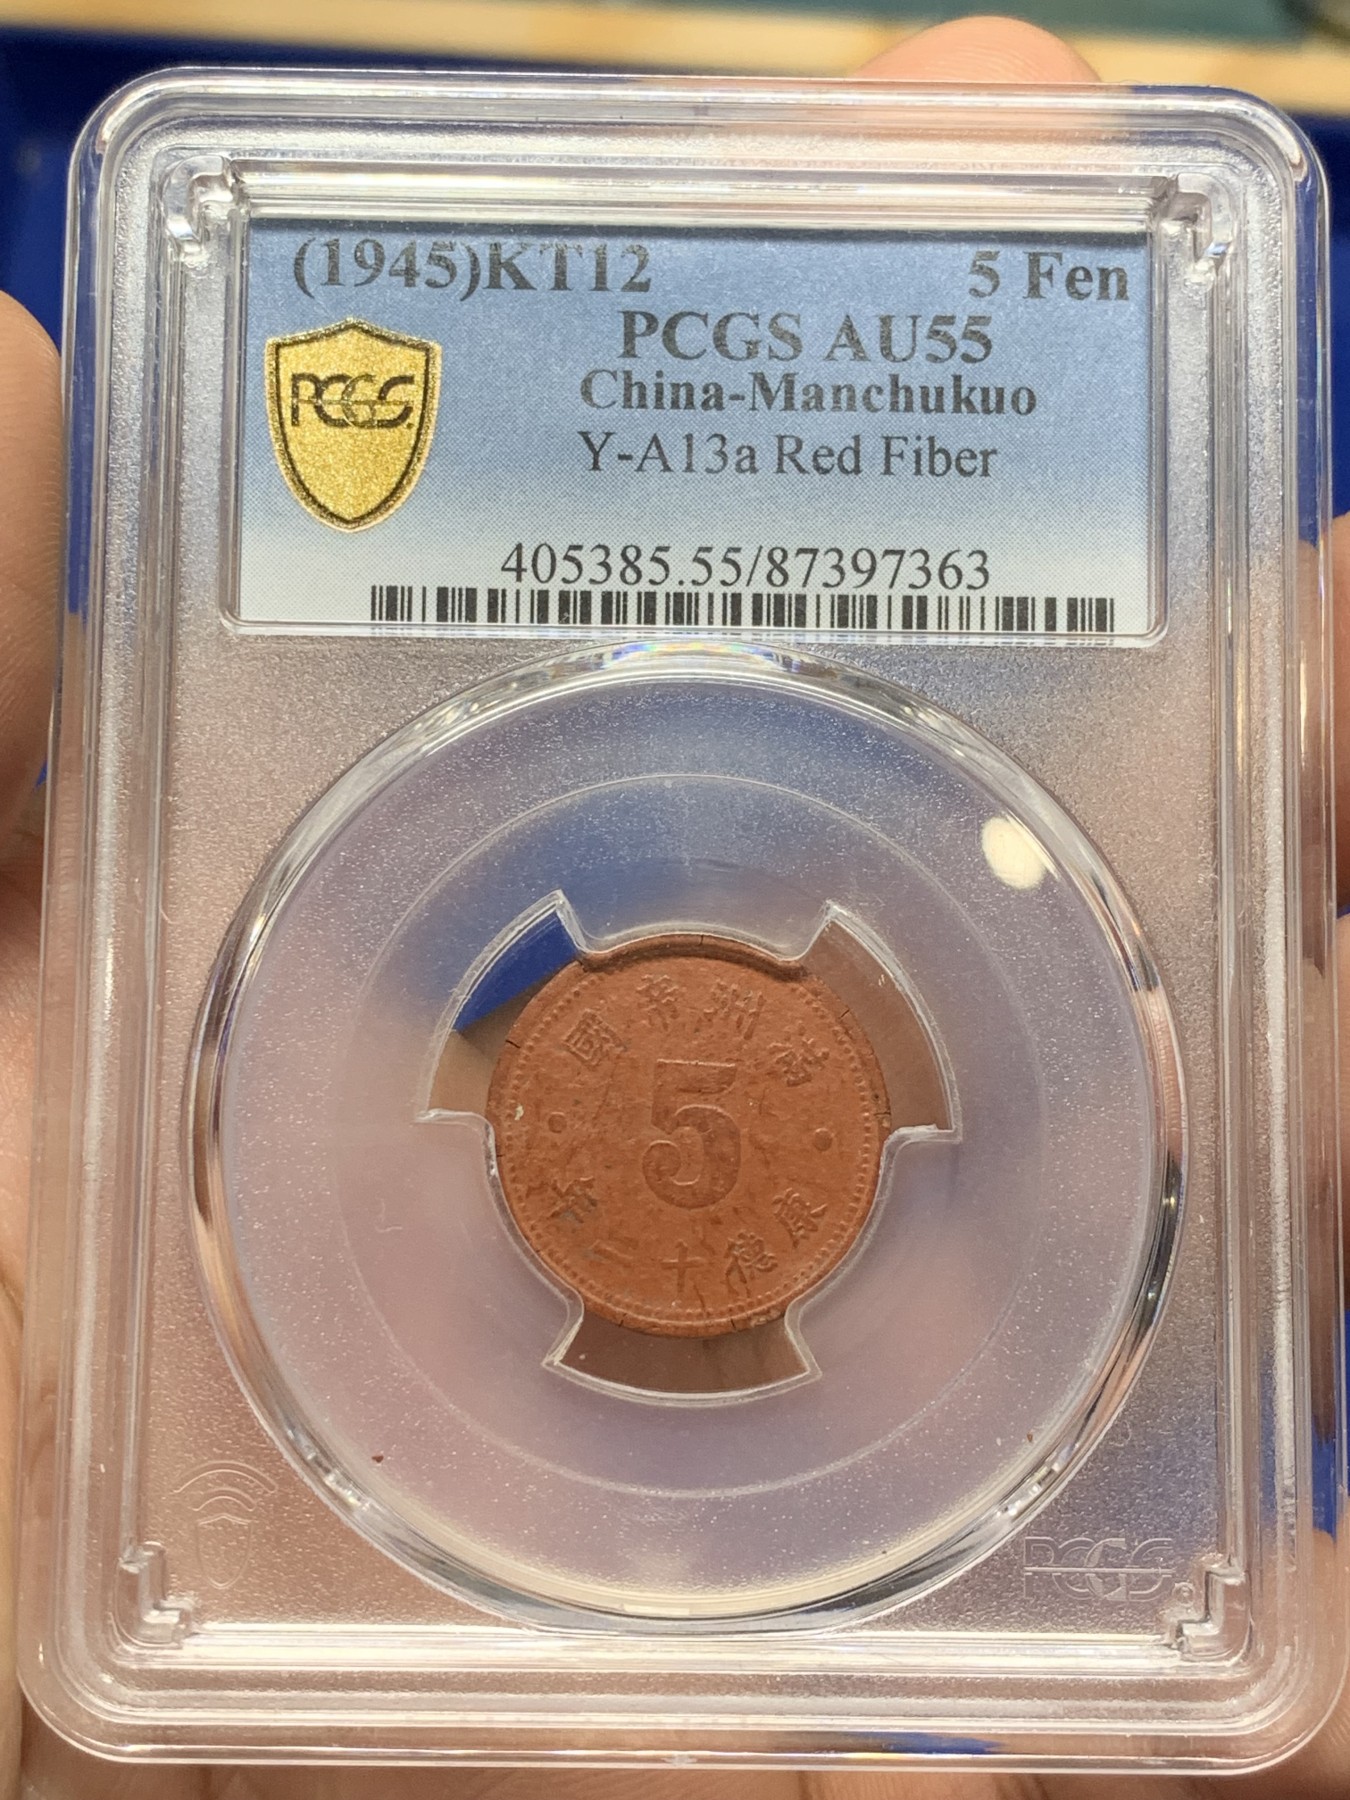 (1945)KT12 5 Fen
PCGS AU55
PCGS
China-Manchukuo
Y-A13a Red Fiber
405385.55/87397363
國帝洲滿
5
年二十德康
PCGS